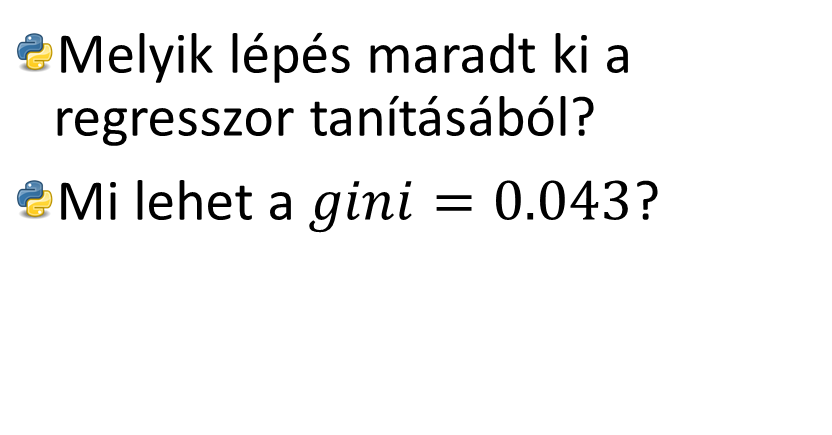 Melyik lépés maradt ki a
regresszor tanításából?
Mi lehet a gini = 0.043?